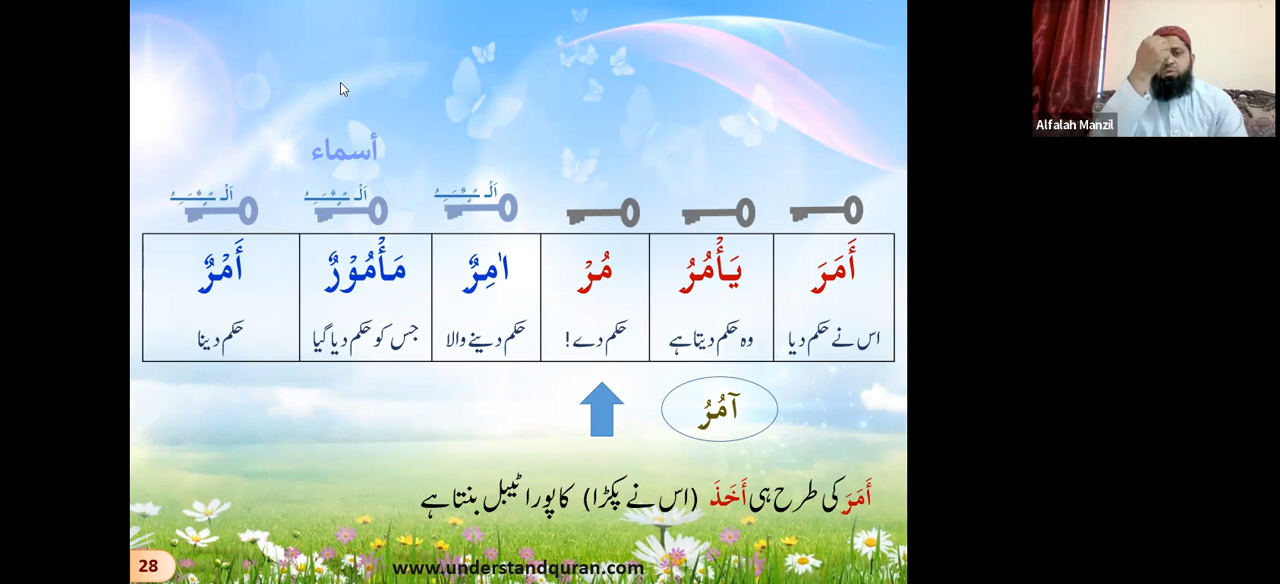 Alfalah Manzil
أسماء
اَلْـ ـَـِـُ ـًـٍـٌ اَلْـ ـَـِـُ ـًـٍـٌ اَلْـ ـَـِـُ ـًـٍـٌ
أَمَرَ يَأْمُرُ مُرْ اٰمِرٌ مَأْمُوْرٌ أَمْرٌ
اس نے حکم دیا وہ حکم دیتا ہے حکم دے! حکم دینے والا جس کو حکم دیا گیا حکم دینا
آمُرُ
أَمَرَ کی طرح ہی أَخَذَ (اس نے پکڑا) کا پورا ٹیبل بنتا ہے
28
www.understandquran.com